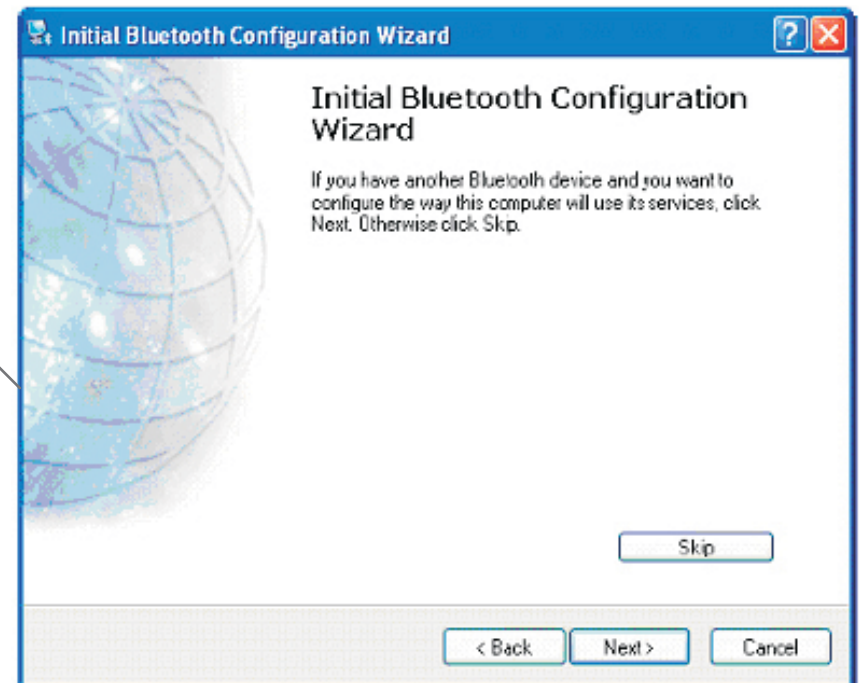 Initial Bluetooth Configuration Wizard
Initial Bluetooth Configuration
Wizard
If you have another Bluetooth device and you want to
configure the way this computer will use its services, click
Next. Otherwise click Skip.
Skip
< Back Next > Cancel